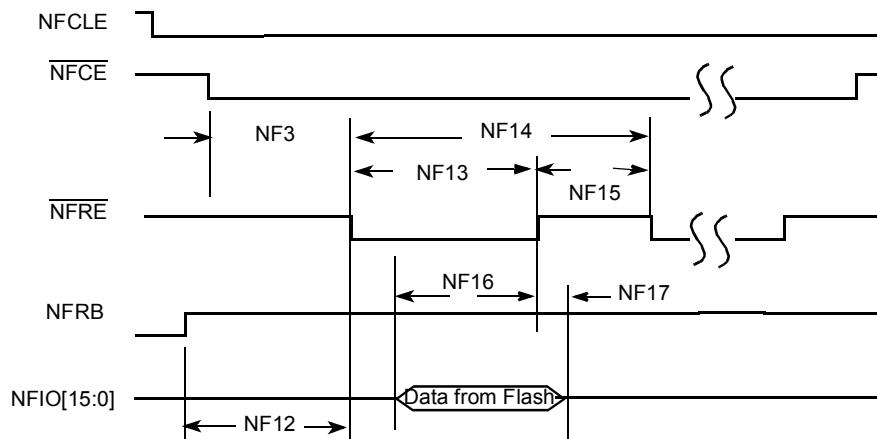 NFCLE
NFCE
NF3
NF14
NF13
NF15
NFRE
NF16
NF17
NFRB
NFIO[15:0]
Data from Flash
NF12